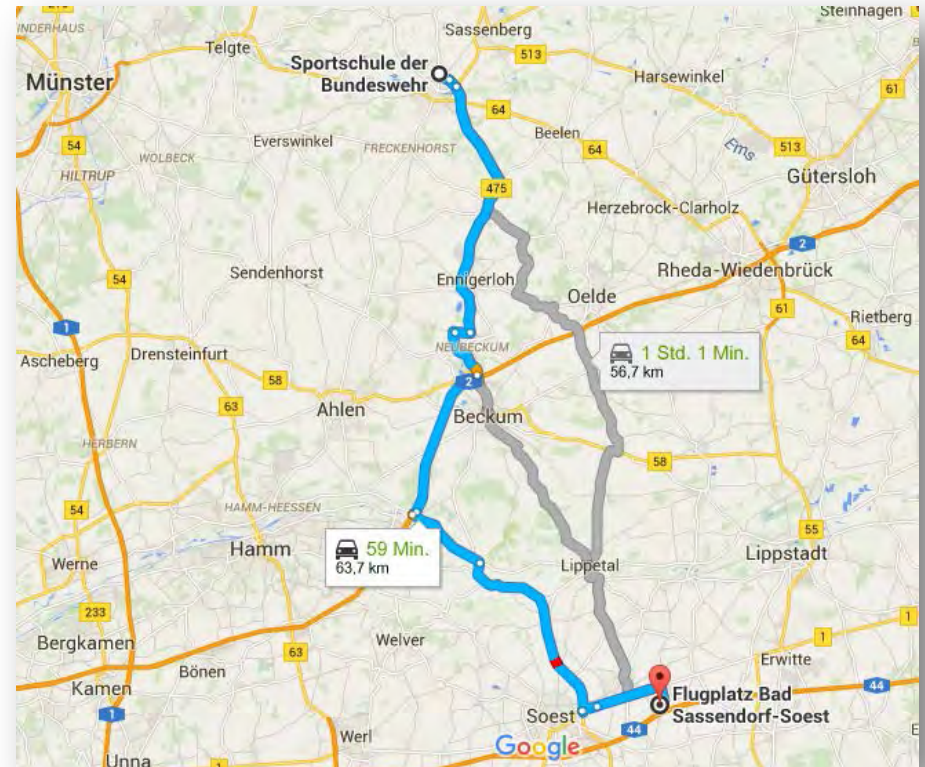 Steinhagen
INDERHAUS
Sassenberg
Telgte
513
Sportschule der
Bundeswehr
Harsewinkel
Münster
61
64
Beelen
Everswinkel
54
FRECKENHORST
64
513
Ems
WOLBECK
HILTRUP
Gütersloh
475
Herzebrock-Clarholz
2
Sendenhorst
Ennigerloh
Rheda-Wiedenbrück
54
Oelde
61
Rietberg
1
64
NEUBECKUM
1 Std. 1 Min.
56,7 km
Ascheberg
Drensteinfurt
58
2
63
Ahlen
Beckum
HERBERN
58
54
HAMM-HEESSEN
55
Hamm
59 Min.
63,7 km
Lippstadt
Werne
Lippetal
233
1
Bergkamen
Welver
1
63
Erwitte
Bönen
Kamen
44
Flugplatz Bad
Sassendorf-Soest
1
Soest
44
Werl
Google
Unna
1